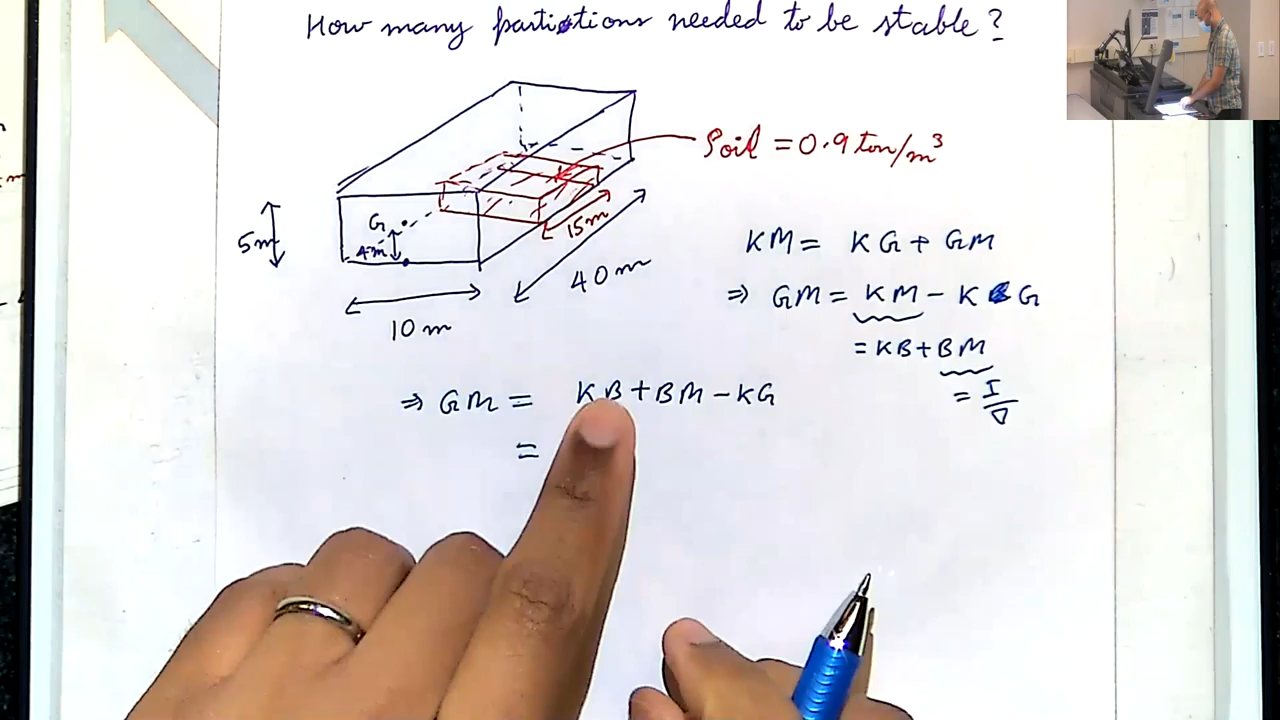 How many partitions needed to be stable?
Soil = 0.9 ton/m³
5m
G
4m
15m
40m
10m
KM = KG + GM
⇒ GM = KM - KG
= KB + BM
= I/∇
⇒ GM = KB + BM - KG
=